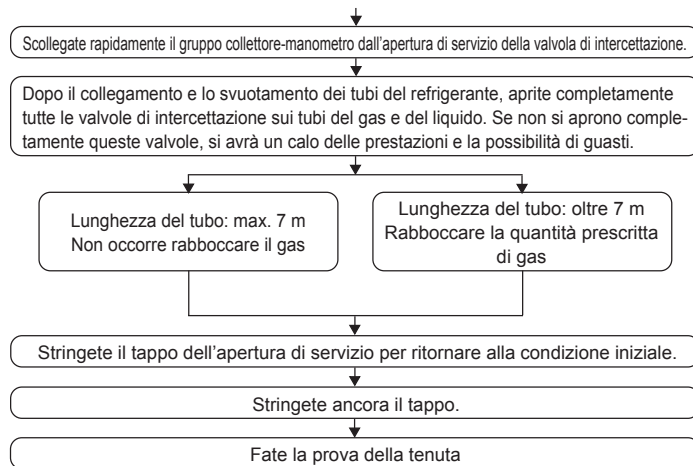 Scollegate rapidamente il gruppo collettore-manometro dall'apertura di servizio della valvola di intercettazione.
Dopo il collegamento e lo svuotamento dei tubi del refrigerante, aprite completamente
tutte le valvole di intercettazione sui tubi del gas e del liquido. Se non si aprono comple-
tamente queste valvole, si avrà un calo delle prestazioni e la possibilità di guasti.
Lunghezza del tubo: max. 7 m
Non occorre rabboccare il gas
Lunghezza del tubo: oltre 7 m
Rabboccare la quantità prescritta
di gas
Stringete il tappo dell'apertura di servizio per ritornare alla condizione iniziale.
Stringete ancora il tappo.
Fate la prova della tenuta